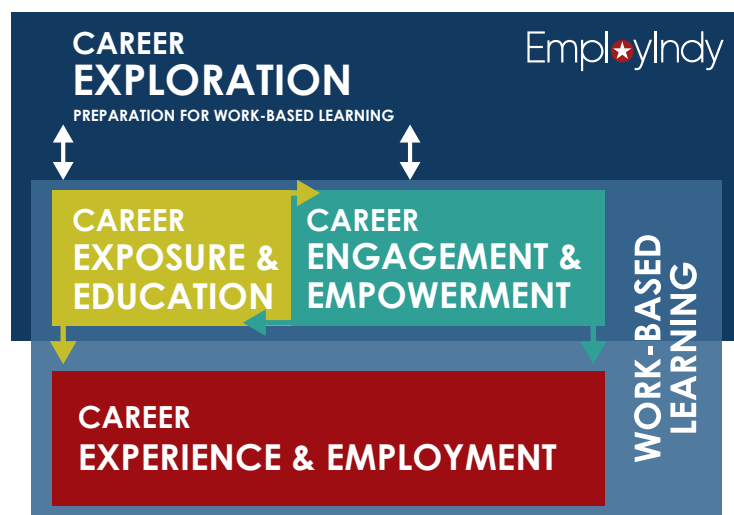 CAREER
EXPLORATION
PREPARATION FOR WORK-BASED LEARNING
EmployIndy
CAREER
EXPOSURE &
EDUCATION
CAREER
ENGAGEMENT &
EMPOWERMENT
CAREER
EXPERIENCE & EMPLOYMENT
WORK-BASED
LEARNING